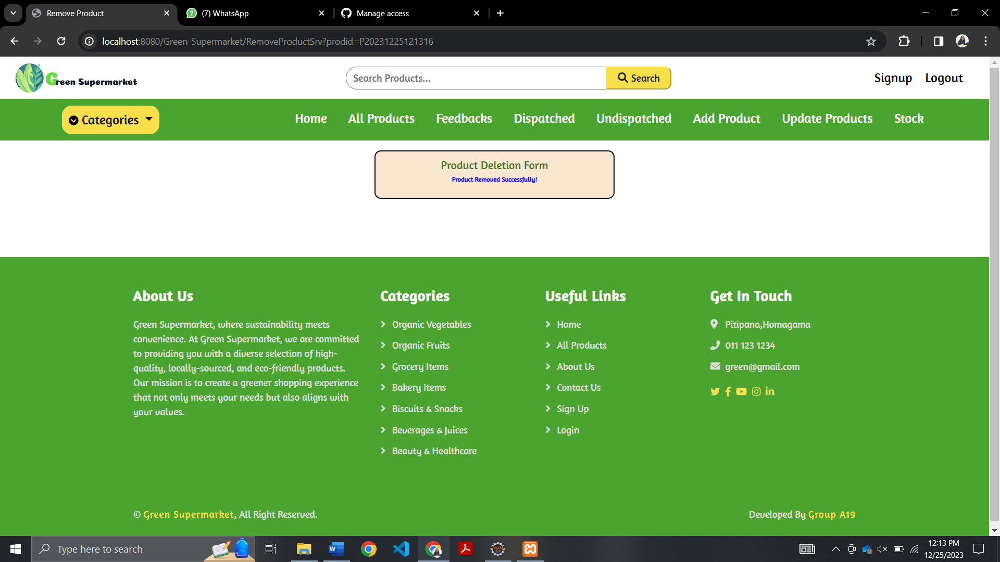 Remove Product
(7) WhatsApp
Manage access
localhost:8080/Green-Supermarket/RemoveProductSrv?prodid=P20231225121316
Green Supermarket
Search Products...
Search
Signup
Logout
Categories
Home
All Products
Feedbacks
Dispatched
Undispatched
Add Product
Update Products
Stock
Product Deletion Form
Product Removed Successfully!
About Us
Green Supermarket, where sustainability meets
convenience. At Green Supermarket, we are committed
to providing you with a diverse selection of high-
quality, locally-sourced, and eco-friendly products.
Our mission is to create a greener shopping experience
that not only meets your needs but also aligns with
your values.
Categories
Organic Vegetables
Organic Fruits
Grocery Items
Bakery Items
Biscuits & Snacks
Beverages & Juices
Beauty & Healthcare
Useful Links
Home
All Products
About Us
Contact Us
Sign Up
Login
Get In Touch
Pitipana,Homagama
011 123 1234
green@gmail.com
© Green Supermarket, All Right Reserved.
Developed By Group A19
Type here to search
12:13 PM
12/25/2023